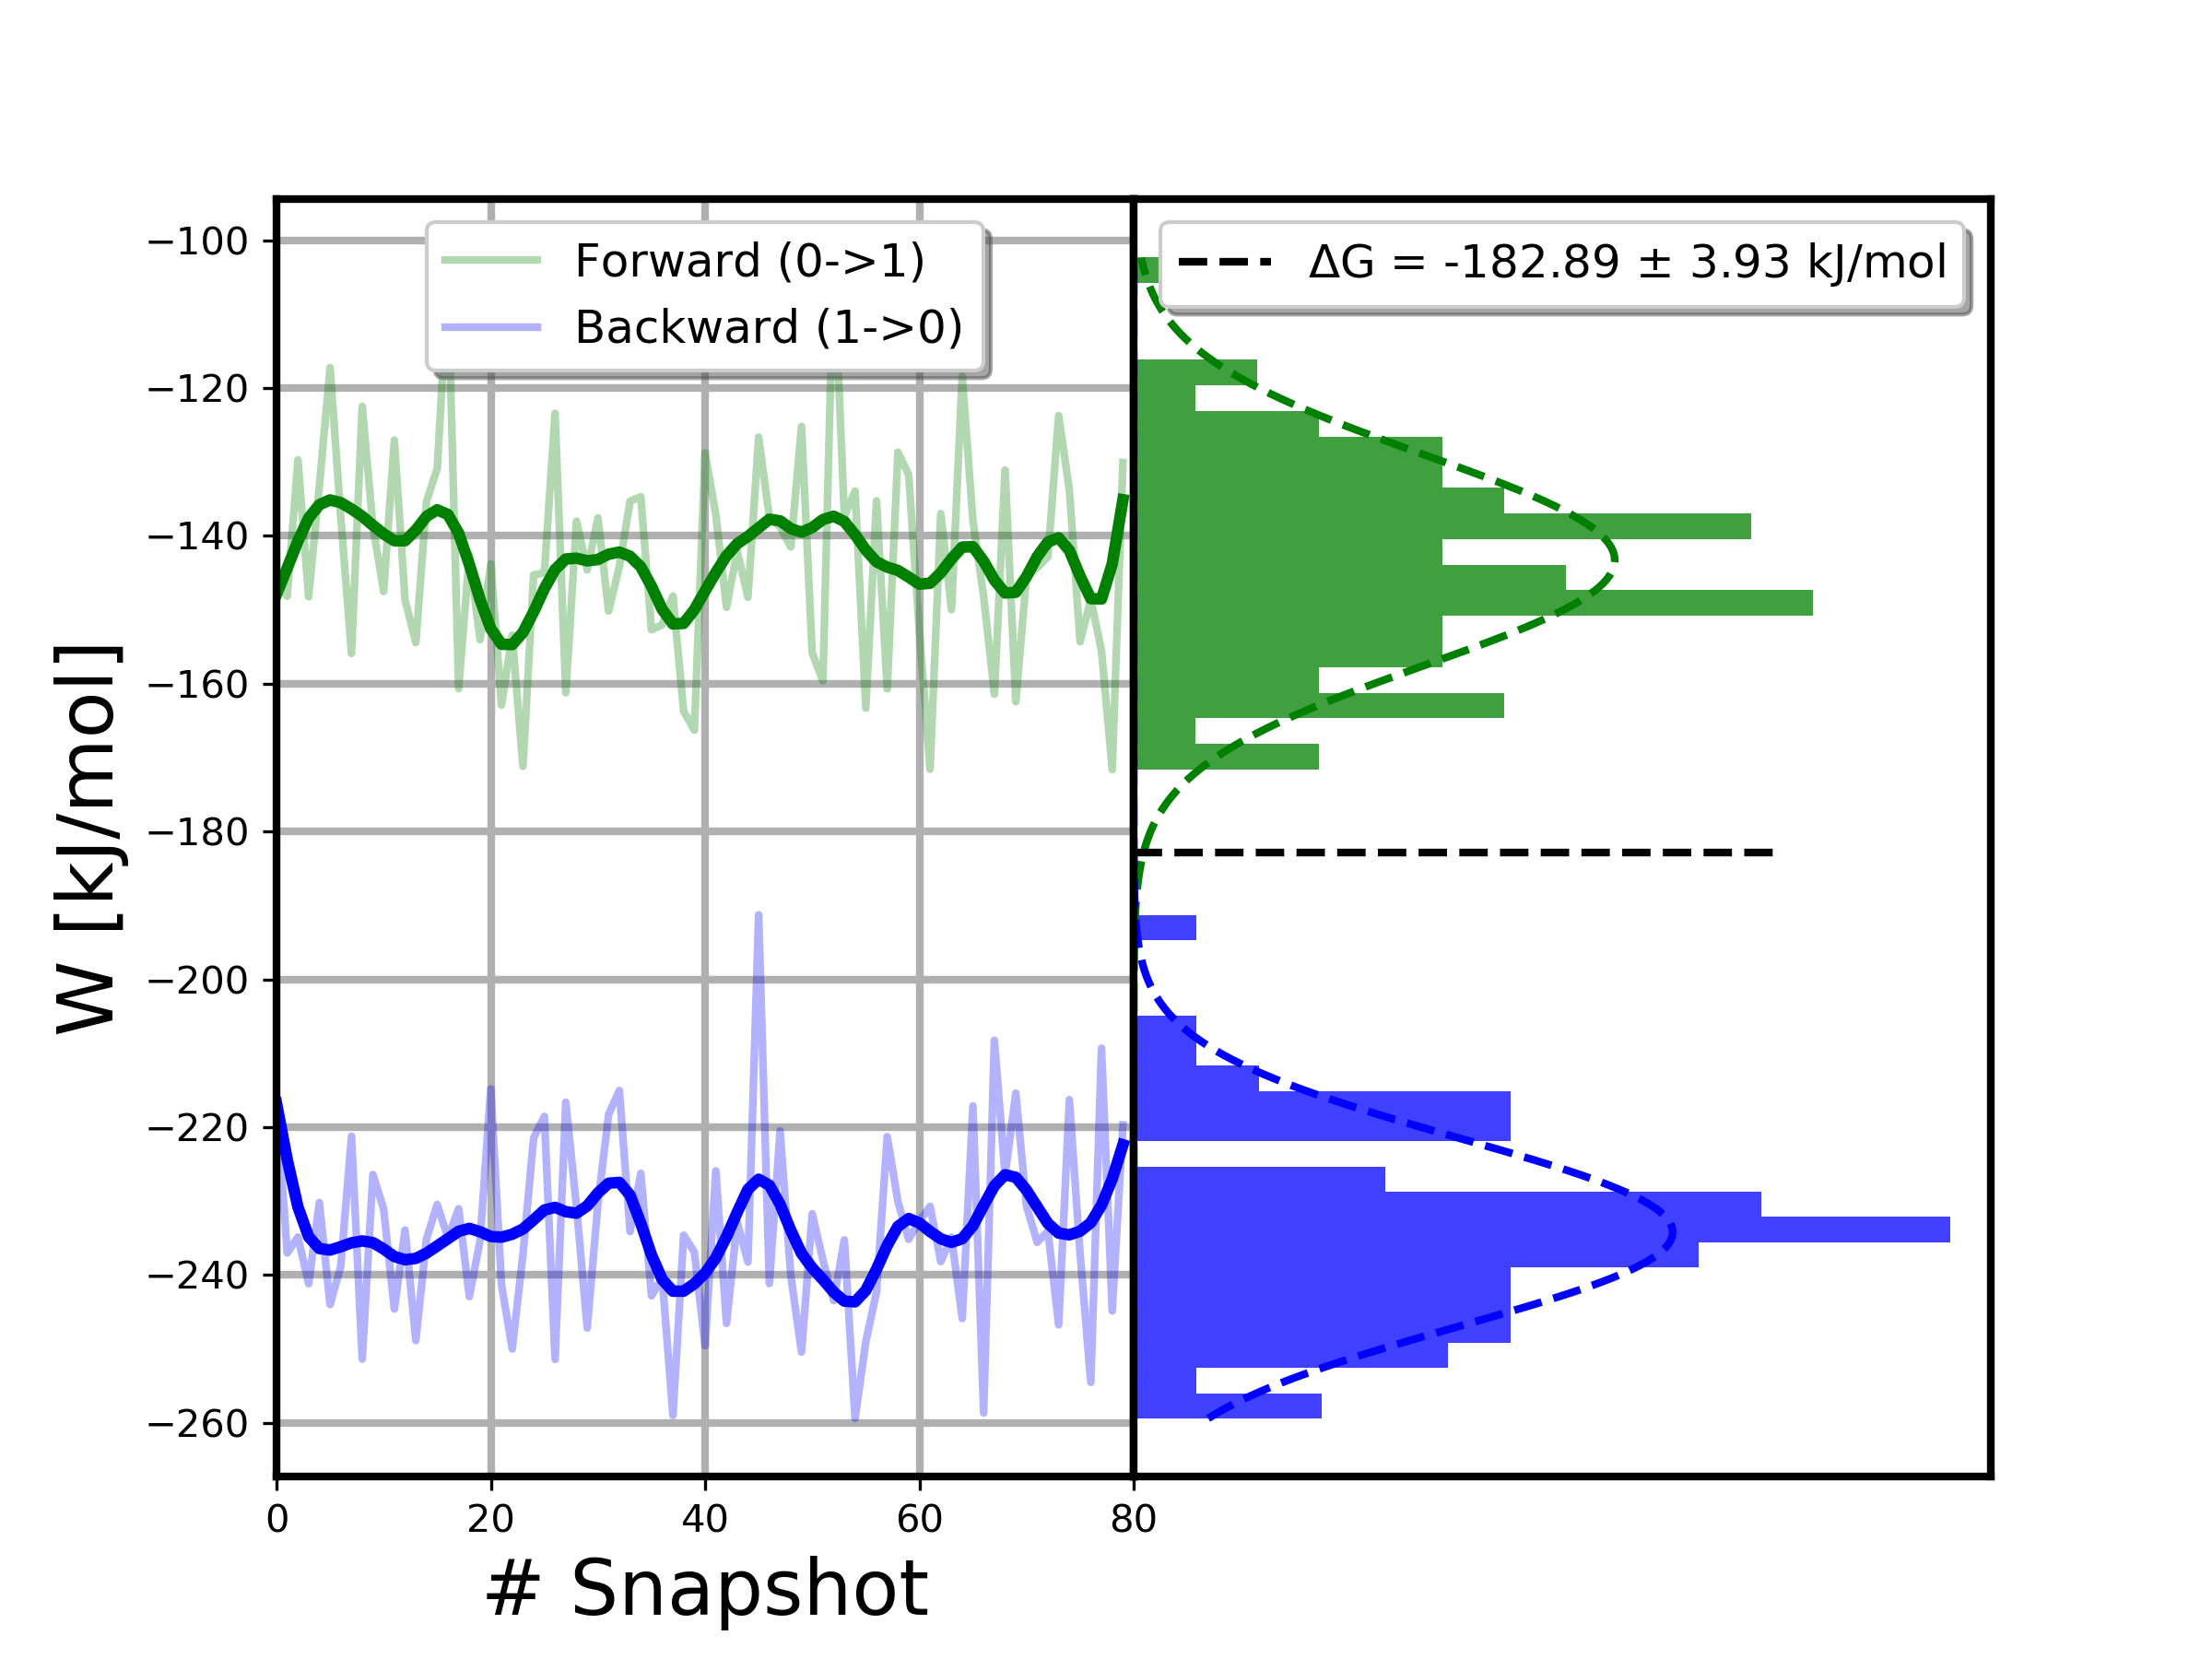 Forward (0->1)
Backward (1->0)
ΔG = -182.89 ± 3.93 kJ/mol
W [kJ/mol]
−100
−120
−140
−160
−180
−200
−220
−240
−260
0 20 40 60 80
# Snapshot